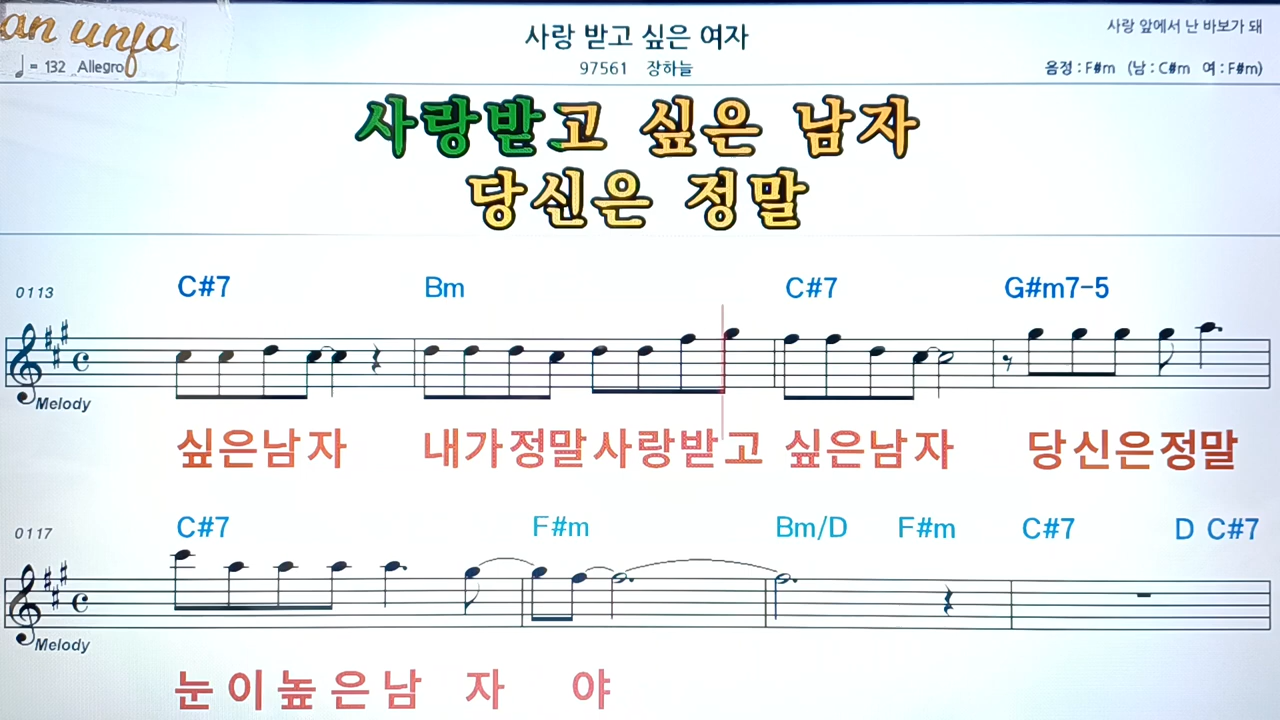 an unfa
♩ = 132 Allegro
사랑 받고 싶은 여자
97561 장하늘
사랑 앞에서 난 바보가 돼
음정 : F#m (남 : C#m 여 : F#m)
사랑받고 싶은 남자
당신은 정말
0113 C#7 Bm C#7 G#m7-5
Melody
싶은남자 내가정말사랑받고 싶은남자 당신은정말
0117 C#7 F#m Bm/D F#m C#7 D C#7
Melody
눈이높은남 자 야